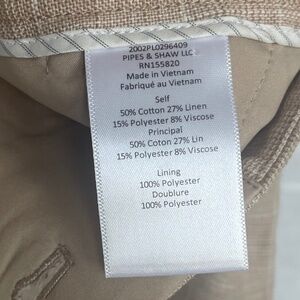 2002PL0296409
PIPES & SHAW LLC
RN155820
Made in Vietnam
Fabriqué au Vietnam
Self
50% Cotton 27% Linen
15% Polyester 8% Viscose
Principal
50% Cotton 27% Lin
15% Polyester 8% Viscose
Lining
100% Polyester
Doublure
100% Polyester